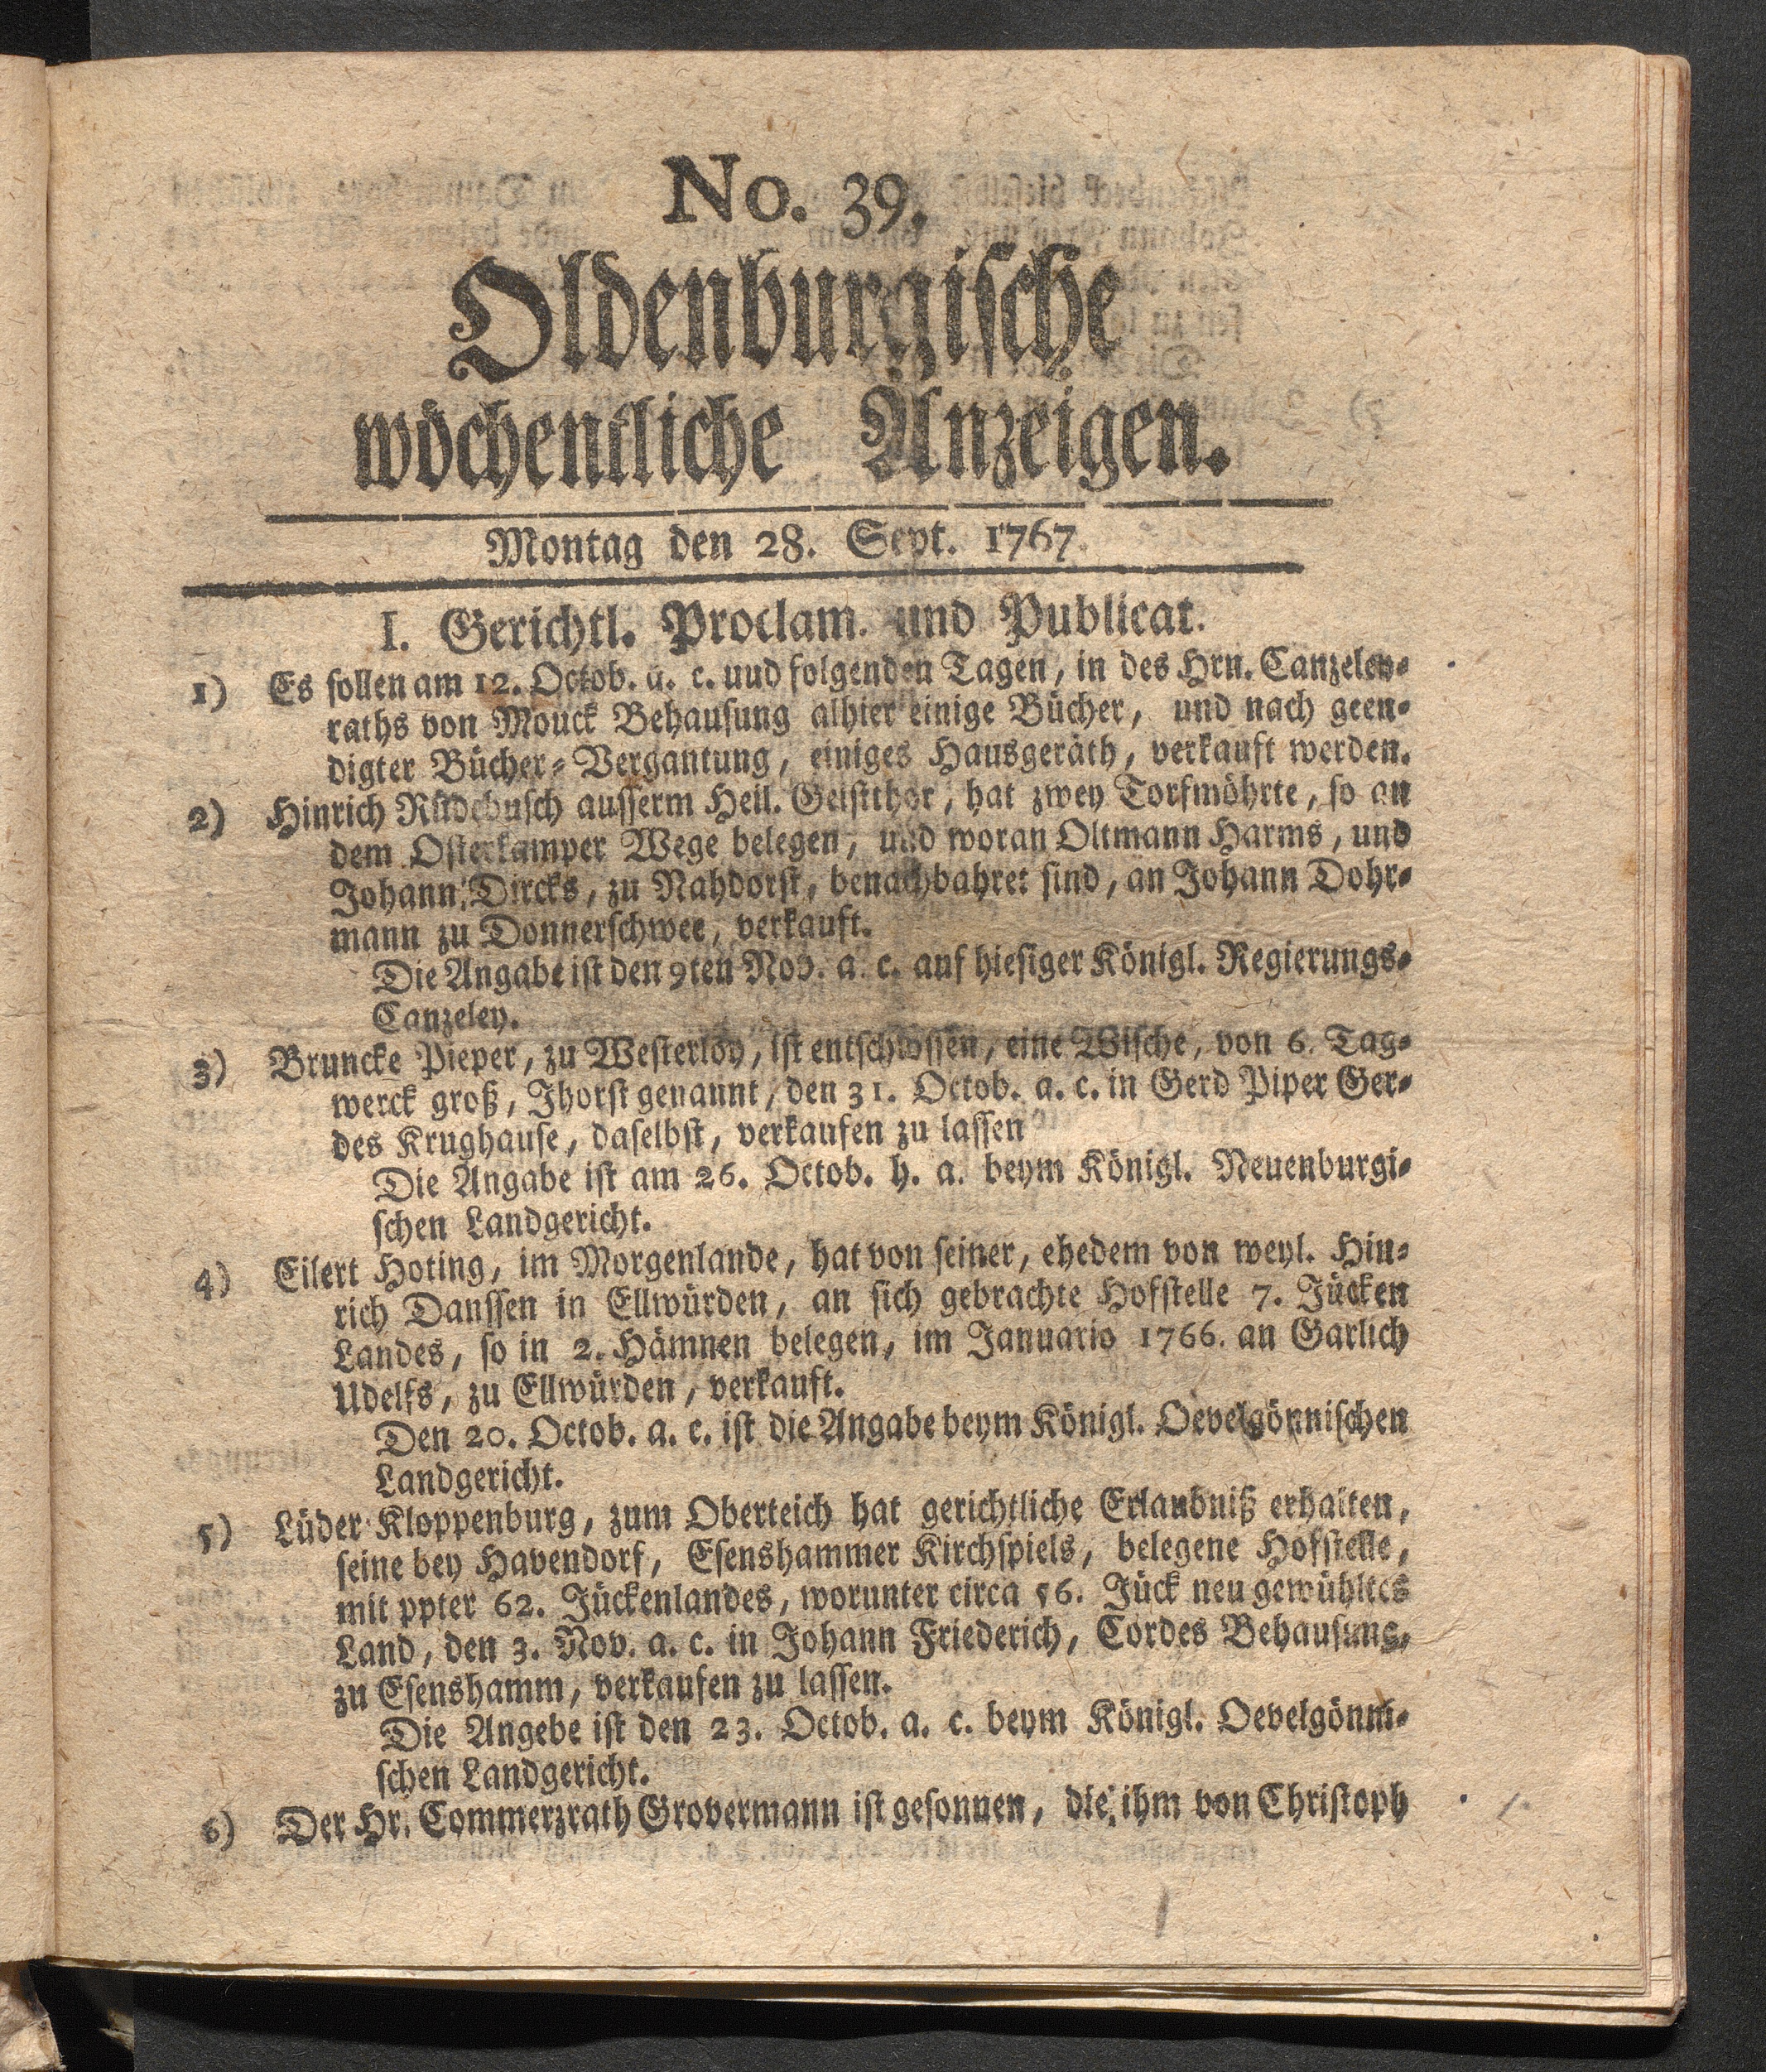 No. 39.
Oldenburgische
wöchentliche Anzeigen.
Montag den 28. Sept. 1767.
I. Gerichtl. Proclam. und Publicat.
1) Es sollen am 12. Octob. a. c. uud folgenden Tagen, in des Hrn. Canzeley-
raths von Mouck Behausung alhier einige Bücher, und nach geen-
digter Bücher-Vergantung, einiges Hausgeräth, verkauft werden.
2) Hinrich Rüdebusch ausserm Heil. Geistthor, hat zwey Torfmöhrte, so an
dem Osterkamper Wege belegen, und woran Oltmann Harms, und
Johann Dircks, zu Nahdorst, benachbahret sind, an Johann Dohr-
mann zu Donnerschwee, verkauft.
Die Angabe ist den 9ten Nov. a. c. auf hiesiger Königl. Regierungs-
Canzeley.
3) Bruncke Pieper, zu Westerloy, ist entschlossen, eine Wische, von 6. Tag-
werck groß, Jhorst genannt, den 31. Octob. a. c. in Gerd Piper Ger-
des Krughause, daselbst, verkaufen zu lassen
Die Angabe ist am 26. Octob. h. a. beym Königl. Neuenburgi-
schen Landgericht.
4) Eilert Hoting, im Morgenlande, hat von seiner, ehedem von weyl. Hin-
rich Danssen in Ellwürden, an sich gebrachte Hofstelle 7. Jücken
Landes, so in 2. Hämnen belegen, im Januario 1766. an Garlich
Udelfs, zu Ellwürden, verkauft.
Den 20. Octob. a. c. ist die Angabe beym Königl. Oevelgönnischen
Landgericht.
5) Lüder Kloppenburg, zum Oberteich hat gerichtliche Erlaubniß erhalten,
seine bey Havendorf, Esenshammer Kirchspiels, belegene Hofstelle,
mit ppter 62. Jückenlandes, worunter circa 56. Jück neu gewühltes
Land, den 3. Nov. a. c. in Johann Friederich, Cordes Behausung,
zu Esenshamm, verkaufen zu lassen.
Die Angebe ist den 23. Octob. a. c. beym Königl. Oevelgönni-
schen Landgericht.
6) Der Hr. Commerzrath Grovermann ist gesonnen, die ihm von Christoph